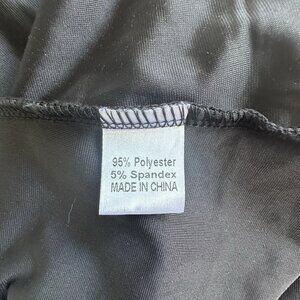 95% Polyester
5% Spandex
MADE IN CHINA